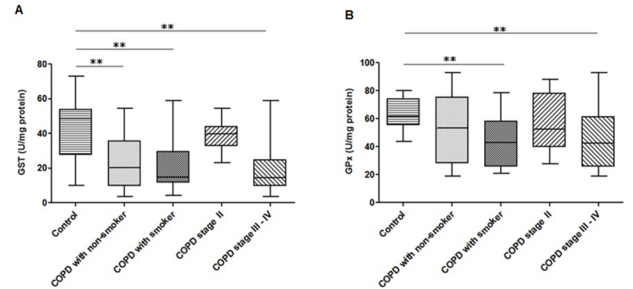 A
**
**
**
GST (U/mg protein)
80
60
40
20
0
Control
COPD with non-smoker
COPD with smoker
COPD stage II
COPD stage III - IV
B
**
**
GPx (U/mg protein)
100
80
60
40
20
0
Control
COPD with non-smoker
COPD with smoker
COPD stage II
COPD stage III - IV